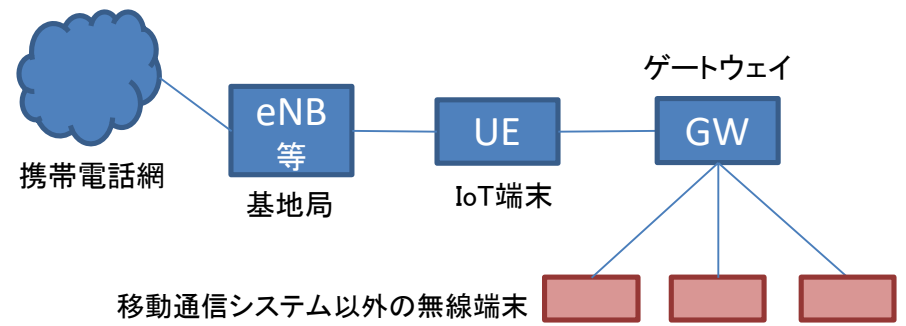 ゲートウェイ
eNB
等
UE
GW
携帯電話網
基地局
IoT端末
移動通信システム以外の無線端末